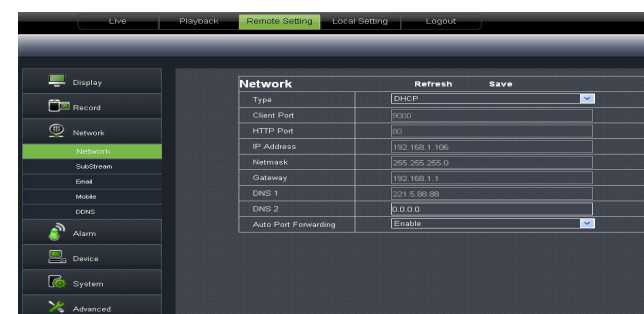 Live Playback Remote Setting Local Setting Logout
Display
Record
Network
Network
SubStream
Email
Mobile
DDNS
Alarm
Device
System
Advanced
Network Refresh Save
Type DHCP
Client Port 9000
HTTP Port 80
IP Address 192.168.1.106
Netmask 255.255.255.0
Gateway 192.168.1.1
DNS 1 221.5.88.88
DNS 2 0.0.0.0
Auto Port Forwarding Enable